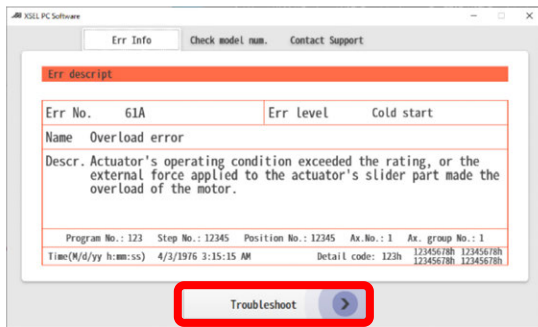 XSEL PC Software
Err Info Check model num. Contact Support
Err descript
Err No. 61A Err level Cold start
Name Overload error
Descr. Actuator's operating condition exceeded the rating, or the
external force applied to the actuator's slider part made the
overload of the motor.
Program No.: 123 Step No.: 12345 Position No.: 12345 Ax.No.: 1 Ax. group No.: 1
Time(M/d/yy h:mm:ss) 4/3/1976 3:15:15 AM Detail code: 123h 12345678h 12345678h
12345678h 12345678h
Troubleshoot